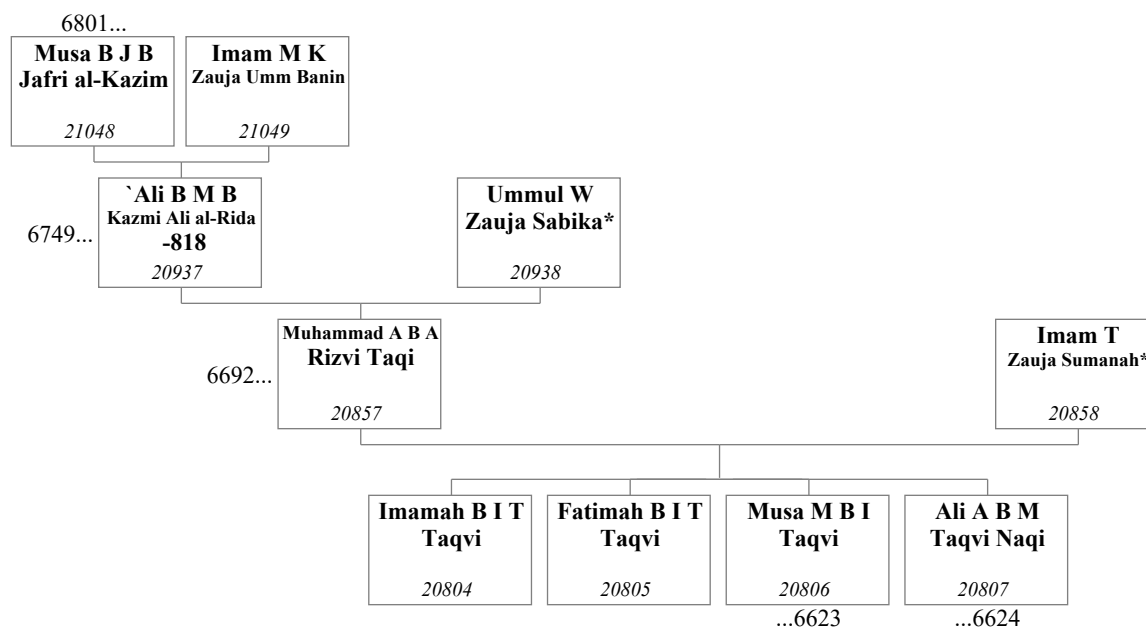 6801...
Musa B J B
Jafri al-Kazim
21048
Imam M K
Zauja Umm Banin
21049
6749...
`Ali B M B
Kazmi Ali al-Rida
-818
20937
Ummul W
Zauja Sabika*
20938
6692...
Muhammad A B A
Rizvi Taqi
20857
Imam T
Zauja Sumanah*
20858
Imamah B I T
Taqvi
20804
Fatimah B I T
Taqvi
20805
Musa M B I
Taqvi
20806
...6623
Ali A B M
Taqvi Naqi
20807
...6624